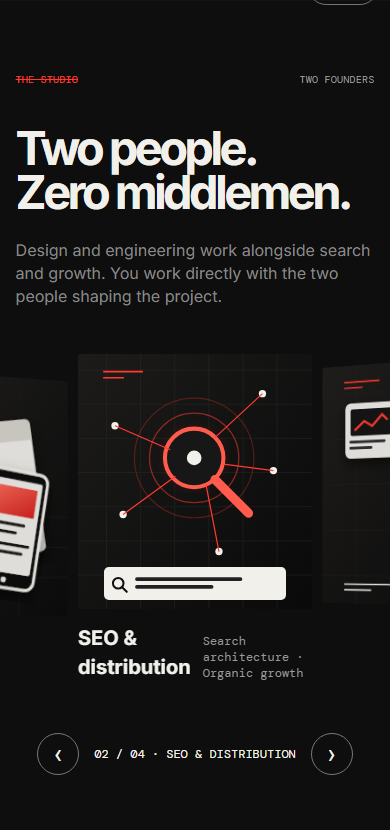 THE STUDIO
TWO FOUNDERS
Two people.
Zero middlemen.
Design and engineering work alongside search
and growth. You work directly with the two
people shaping the project.
SEO &
distribution
Search
architecture ·
Organic growth
❮
02 / 04 · SEO & DISTRIBUTION
❯